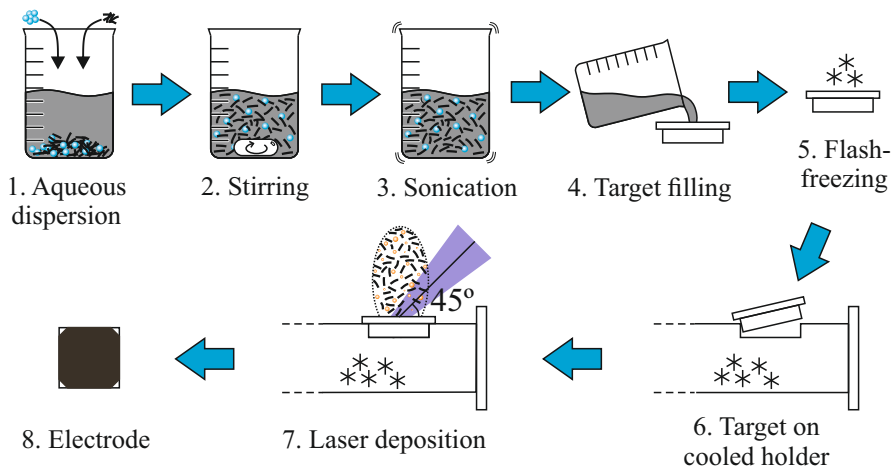 1. Aqueous
dispersion
2. Stirring
3. Sonication
4. Target filling
5. Flash-
freezing
6. Target on
cooled holder
45º
7. Laser deposition
8. Electrode